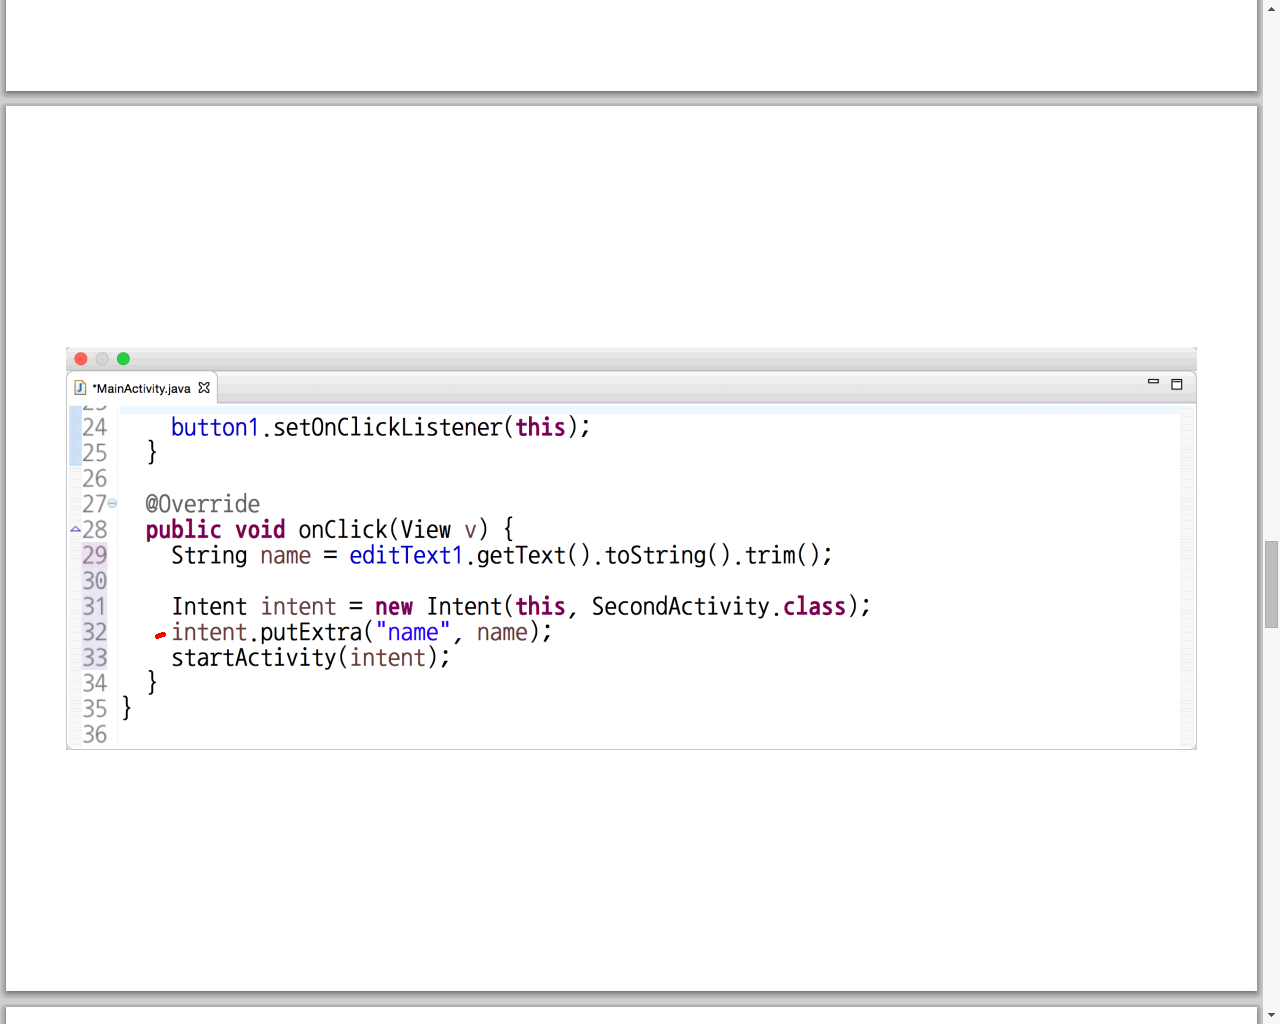 *MainActivity.java
24 button1.setOnClickListener(this);
25 }
26
27 @Override
28 public void onClick(View v) {
29 String name = editText1.getText().toString().trim();
30
31 Intent intent = new Intent(this, SecondActivity.class);
32 intent.putExtra("name", name);
33 startActivity(intent);
34 }
35 }
36